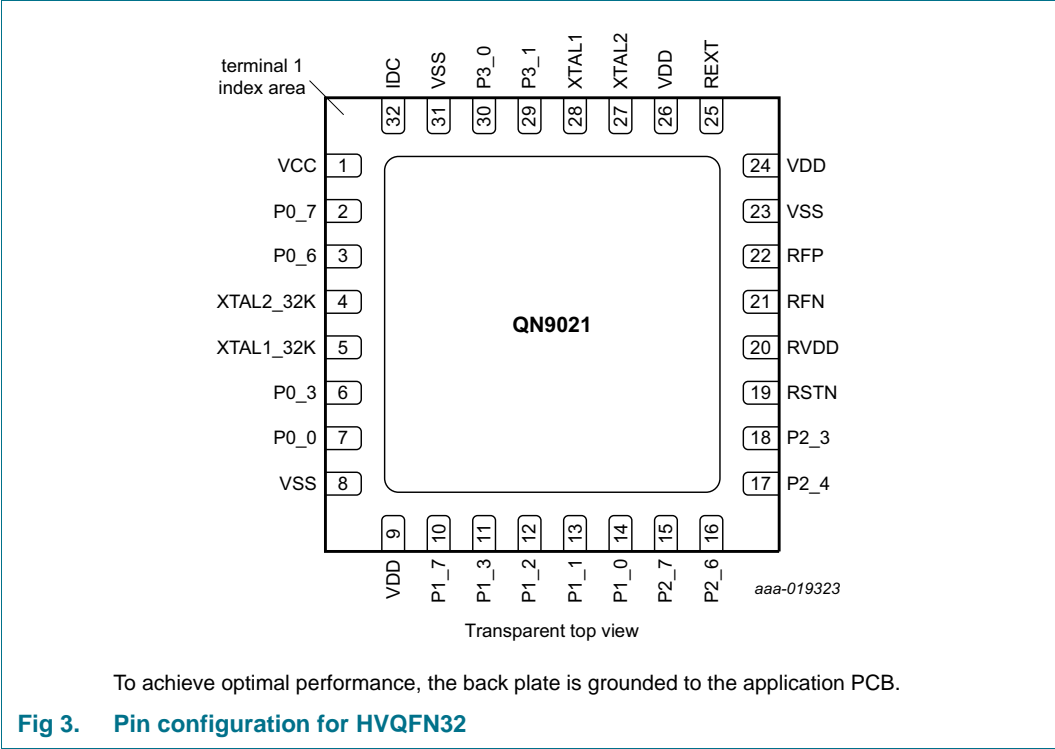 terminal 1
index area
IDC
VSS
P3_0
P3_1
XTAL1
XTAL2
VDD
REXT
32
31
30
29
28
27
26
25
VCC 1
P0_7 2
P0_6 3
XTAL2_32K 4
XTAL1_32K 5
P0_3 6
P0_0 7
VSS 8
QN9021
24 VDD
23 VSS
22 RFP
21 RFN
20 RVDD
19 RSTN
18 P2_3
17 P2_4
9
10
11
12
13
14
15
16
VDD
P1_7
P1_3
P1_2
P1_1
P1_0
P2_7
P2_6
aaa-019323
Transparent top view
To achieve optimal performance, the back plate is grounded to the application PCB.
Fig 3. Pin configuration for HVQFN32